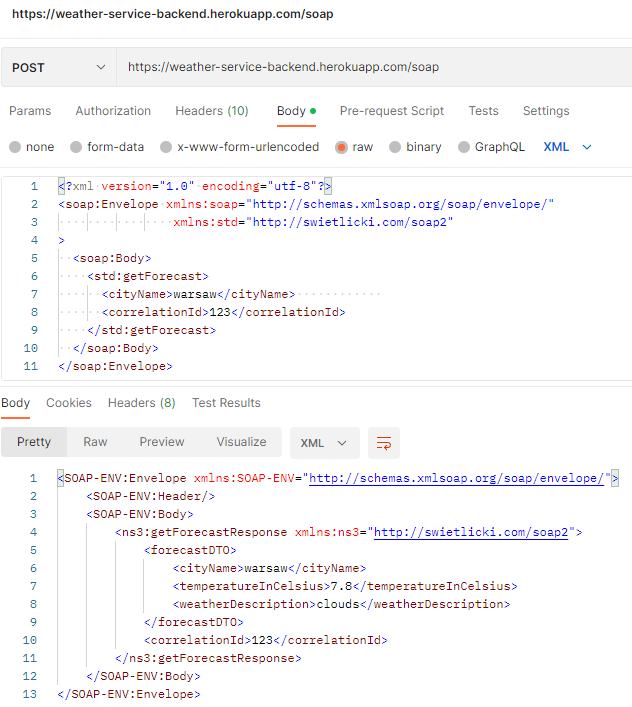 https://weather-service-backend.herokuapp.com/soap
POST https://weather-service-backend.herokuapp.com/soap
Params Authorization Headers (10) Body Pre-request Script Tests Settings
none form-data x-www-form-urlencoded raw binary GraphQL XML
1 <?xml version="1.0" encoding="utf-8"?>
2 <soap:Envelope xmlns:soap="http://schemas.xmlsoap.org/soap/envelope/"
3 xmlns:std="http://swietlicki.com/soap2"
4 >
5 <soap:Body>
6 <std:getForecast>
7 <cityName>warsaw</cityName>
8 <correlationId>123</correlationId>
9 </std:getForecast>
10 </soap:Body>
11 </soap:Envelope>
Body Cookies Headers (8) Test Results
Pretty Raw Preview Visualize XML
1 <SOAP-ENV:Envelope xmlns:SOAP-ENV="http://schemas.xmlsoap.org/soap/envelope/">
2 <SOAP-ENV:Header/>
3 <SOAP-ENV:Body>
4 <ns3:getForecastResponse xmlns:ns3="http://swietlicki.com/soap2">
5 <forecastDTO>
6 <cityName>warsaw</cityName>
7 <temperatureInCelsius>7.8</temperatureInCelsius>
8 <weatherDescription>clouds</weatherDescription>
9 </forecastDTO>
10 <correlationId>123</correlationId>
11 </ns3:getForecastResponse>
12 </SOAP-ENV:Body>
13 </SOAP-ENV:Envelope>